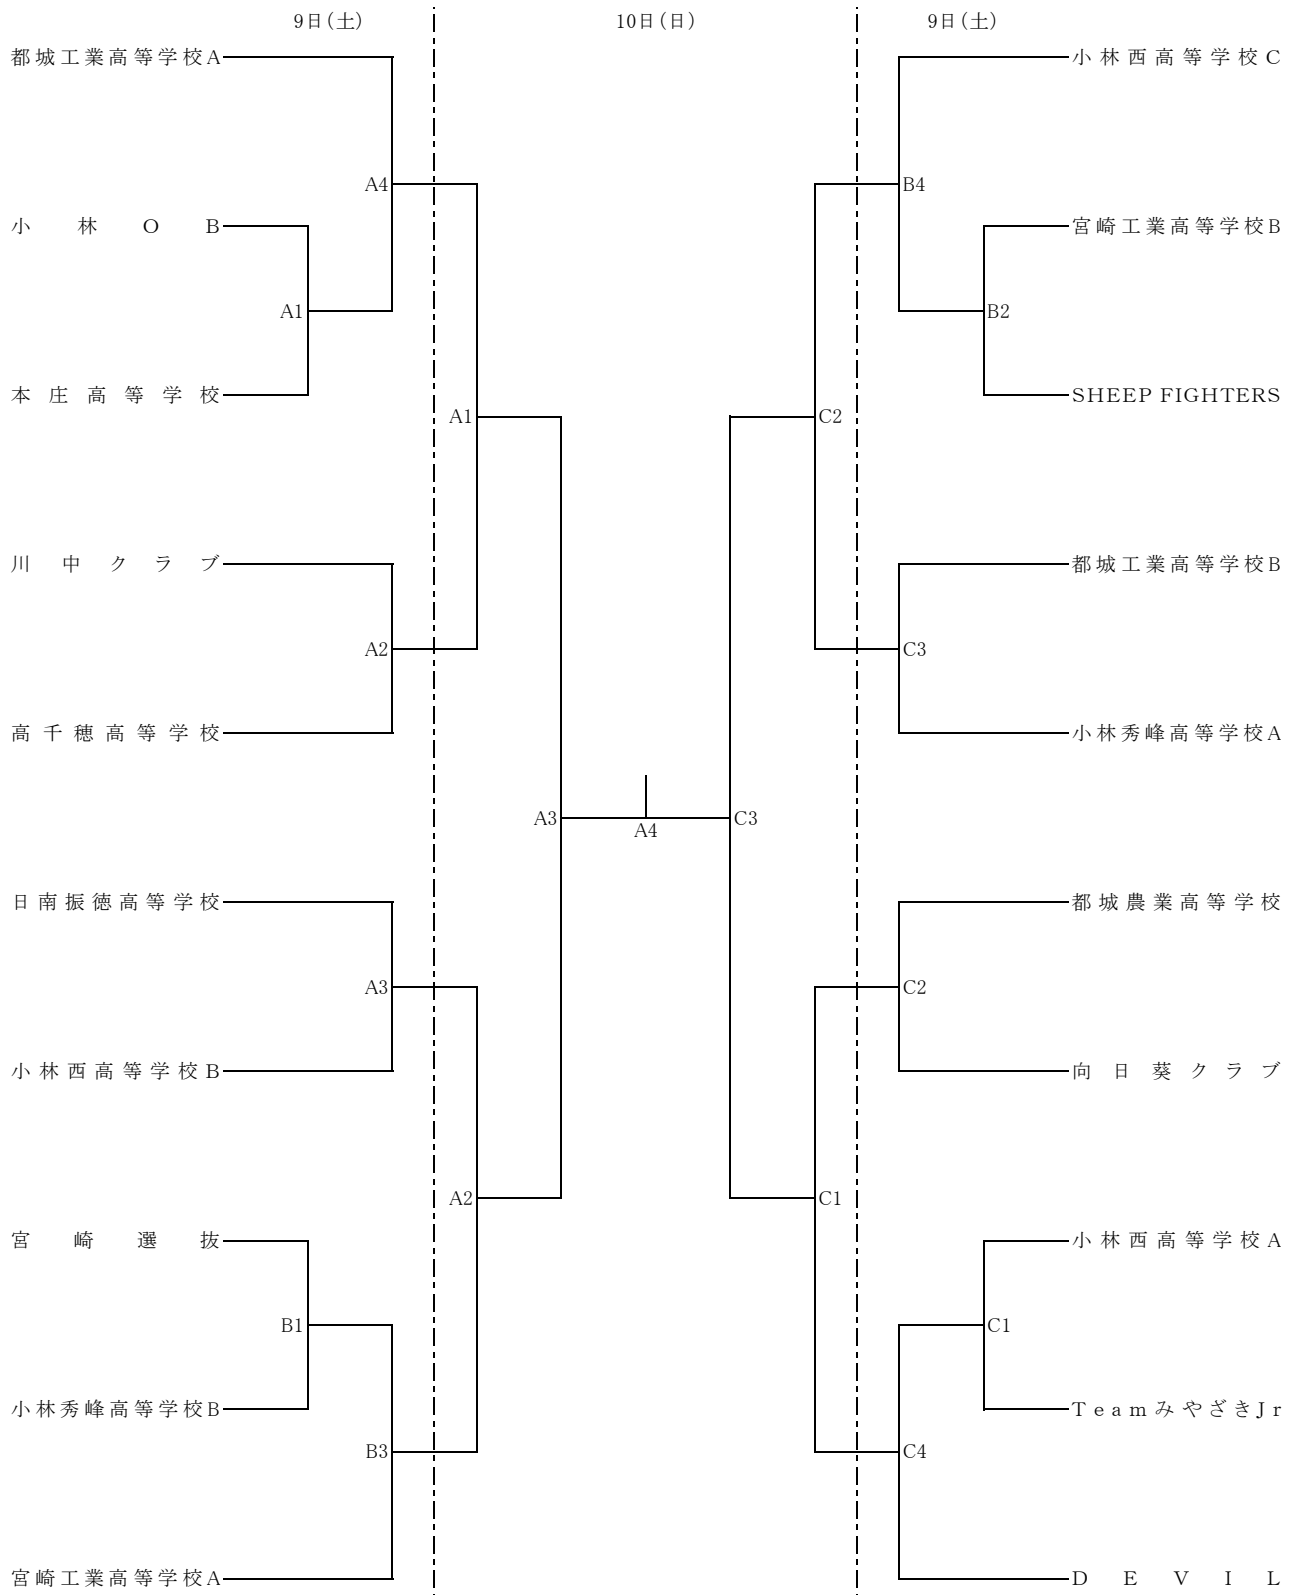 9日(土) 10日(日) 9日(土)
都城工業高等学校A 小林西高等学校C
A4 B4
小林OB 宮崎工業高等学校B
A1 B2
本庄高等学校 SHEEP FIGHTERS
A1 C2
川中クラブ 都城工業高等学校B
A2 C3
高千穂高等学校 小林秀峰高等学校A
A3 C3
A4
日南振徳高等学校 都城農業高等学校
A3 C2
小林西高等学校B 向日葵クラブ
A2 C1
宮崎選抜 小林西高等学校A
B1 C1
小林秀峰高等学校B TeamみやざきJr
B3 C4
宮崎工業高等学校A DEVIL